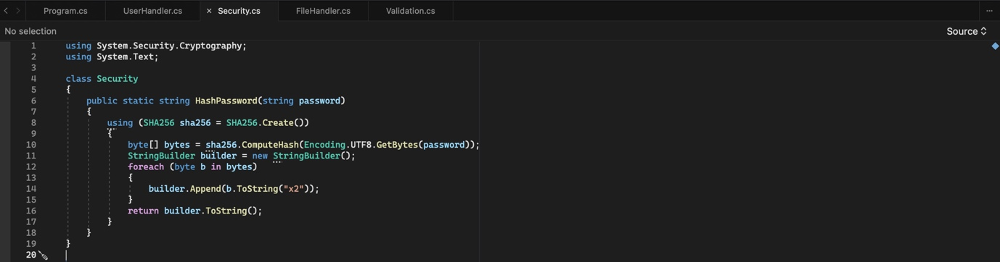 Program.cs UserHandler.cs × Security.cs FileHandler.cs Validation.cs ...
No selection Source
1 using System.Security.Cryptography;
2 using System.Text;
3
4 class Security
5 {
6     public static string HashPassword(string password)
7     {
8         using (SHA256 sha256 = SHA256.Create())
9         {
10             byte[] bytes = sha256.ComputeHash(Encoding.UTF8.GetBytes(password));
11             StringBuilder builder = new StringBuilder();
12             foreach (byte b in bytes)
13             {
14                 builder.Append(b.ToString("x2"));
15             }
16             return builder.ToString();
17         }
18     }
19 }
20